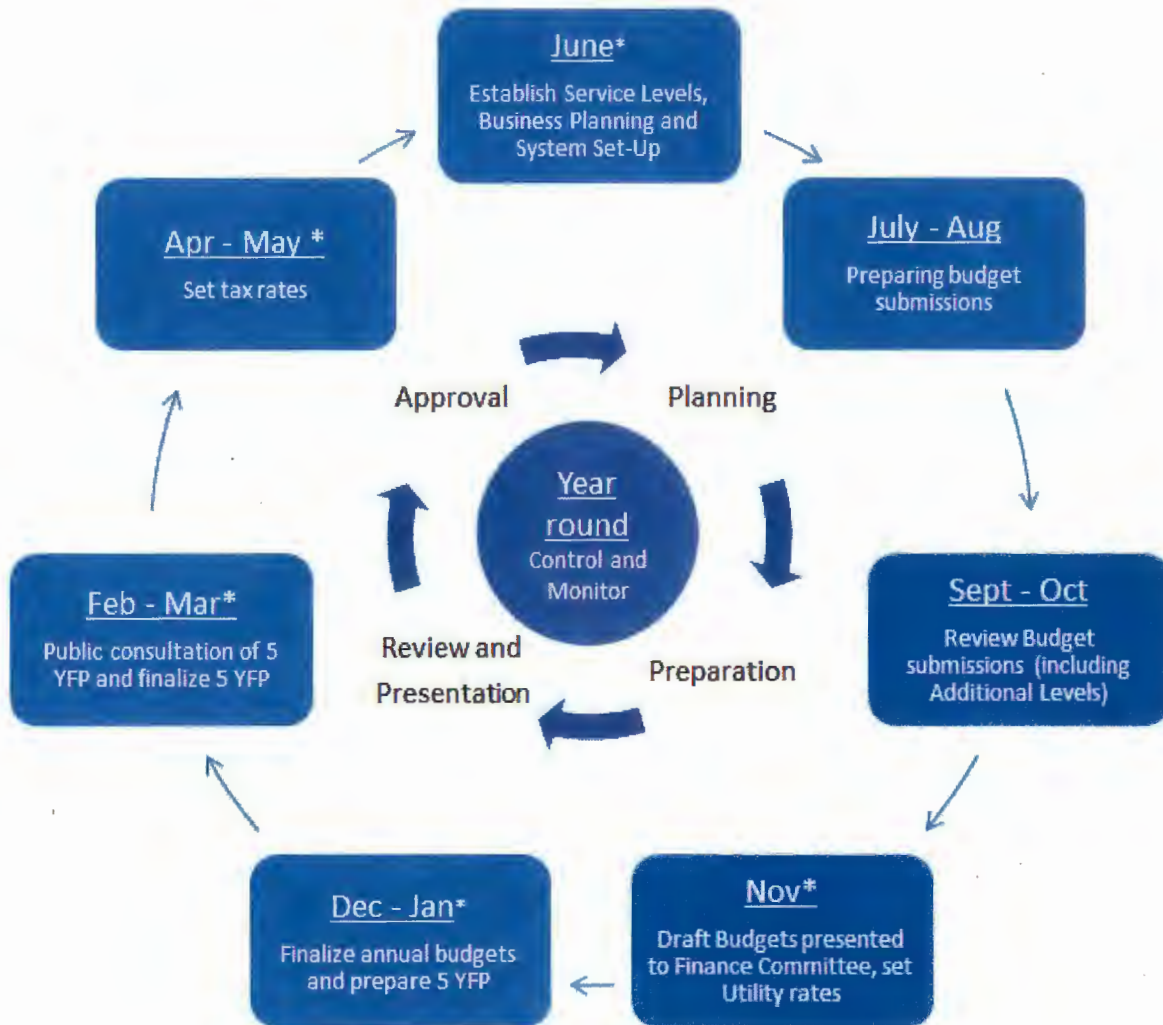 June*
Establish Service Levels,
Business Planning and
System Set-Up
July - Aug
Preparing budget
submissions
Sept - Oct
Review Budget
submissions (including
Additional Levels)
Nov*
Draft Budgets presented
to Finance Committee, set
Utility rates
Dec - Jan*
Finalize annual budgets
and prepare 5 YFP
Feb - Mar*
Public consultation of 5
YFP and finalize 5 YFP
Apr - May *
Set tax rates
Approval
Planning
Preparation
Review and
Presentation
Year
round
Control and
Monitor